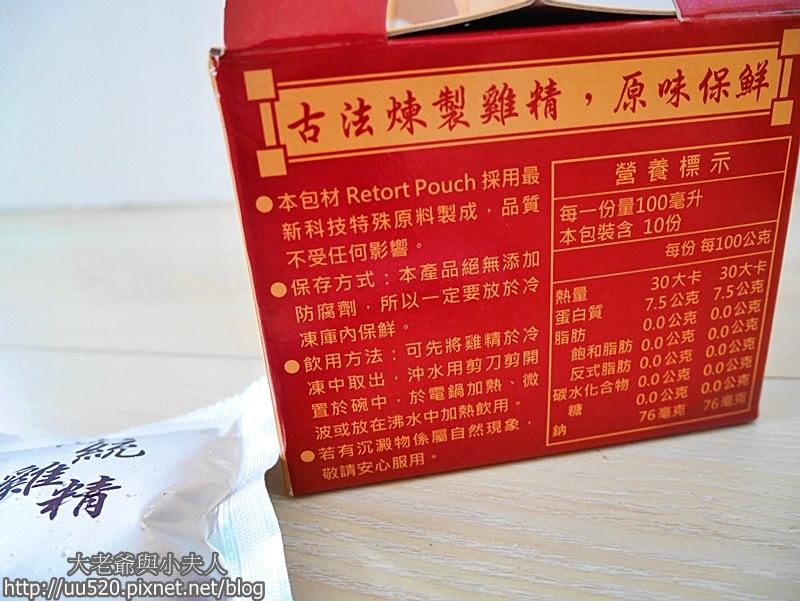 古法煉製雞精，原味保鮮
●本包材 Retort Pouch 採用最
新科技特殊原料製成，品質
不受任何影響。
●保存方式：本產品絕無添加
防腐劑，所以一定要放於冷
凍庫內保鮮。
●飲用方法：可先將雞精於冷
凍中取出，沖水用剪刀剪開
置於碗中，於電鍋加熱、微
波或放在沸水中加熱飲用。
●若有沉澱物係屬自然現象，
敬請安心服用。
營養標示
每一份量100毫升
本包裝含 10份
每份 每100公克
熱量 30大卡 30大卡
蛋白質 7.5公克 7.5公克
脂肪 0.0公克 0.0公克
飽和脂肪 0.0公克 0.0公克
反式脂肪 0.0公克 0.0公克
碳水化合物 0.0公克 0.0公克
糖 0.0公克 0.0公克
鈉 76毫克 76毫克
統
雞精
大老爺與小夫人
http://uu520.pixnet.net/blog